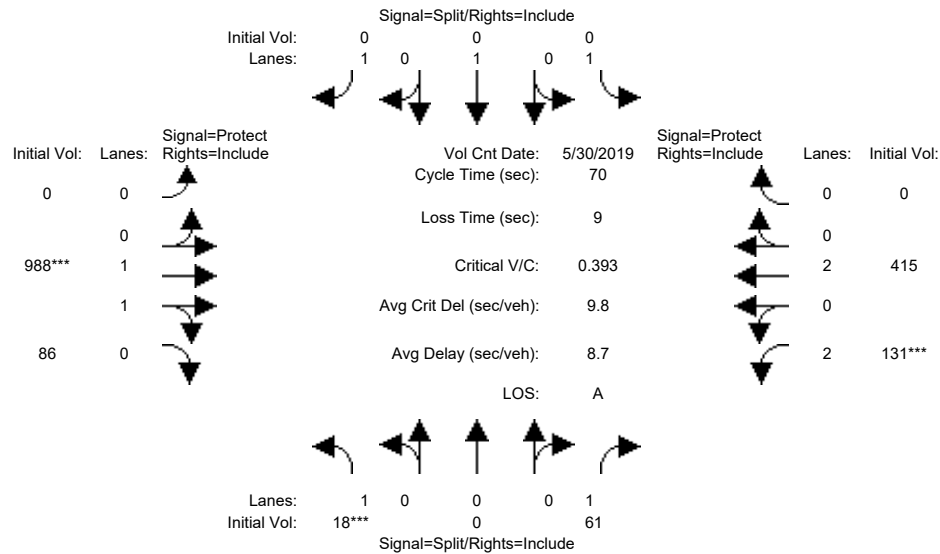 Signal=Split/Rights=Include
Initial Vol: 0 0 0
Lanes: 1 0 1 0 1
Signal=Protect Signal=Protect
Initial Vol: Lanes: Rights=Include Vol Cnt Date: 5/30/2019 Rights=Include Lanes: Initial Vol:
Cycle Time (sec): 70
0 0 0 0
Loss Time (sec): 9
0 0
988*** 1 Critical V/C: 0.393 2 415
1 Avg Crit Del (sec/veh): 9.8 0
86 0 Avg Delay (sec/veh): 8.7 2 131***
LOS: A
Lanes: 1 0 0 0 1
Initial Vol: 18*** 0 61
Signal=Split/Rights=Include